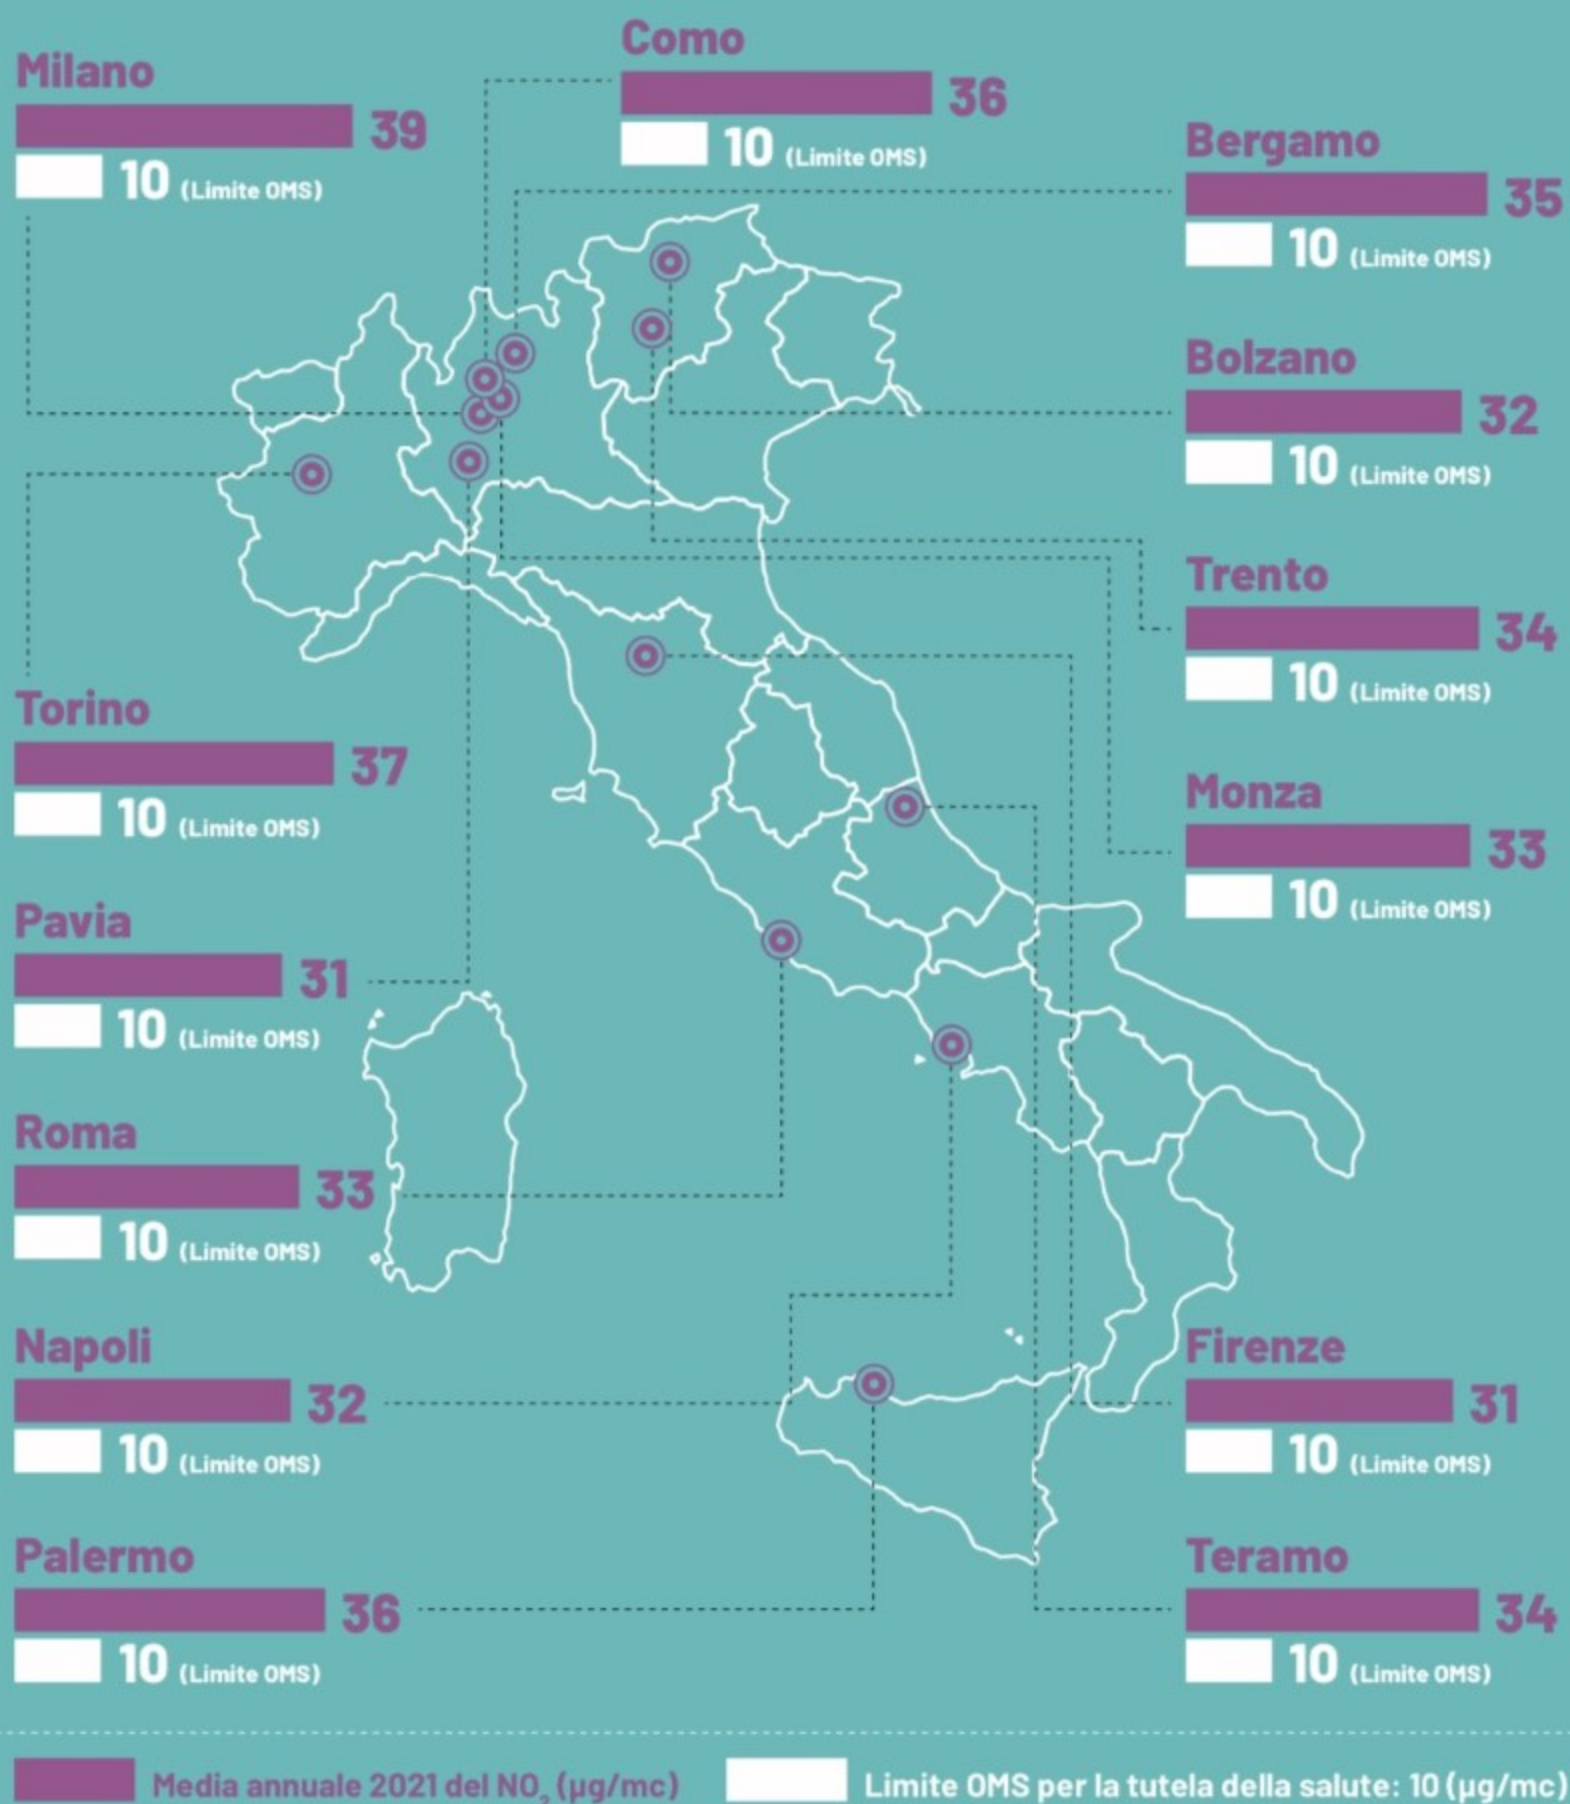 Milano
39
10 (Limite OMS)
Como
36
10 (Limite OMS)
Bergamo
35
10 (Limite OMS)
Bolzano
32
10 (Limite OMS)
Trento
34
10 (Limite OMS)
Monza
33
10 (Limite OMS)
Torino
37
10 (Limite OMS)
Pavia
31
10 (Limite OMS)
Roma
33
10 (Limite OMS)
Napoli
32
10 (Limite OMS)
Palermo
36
10 (Limite OMS)
Firenze
31
10 (Limite OMS)
Teramo
34
10 (Limite OMS)
Media annuale 2021 del NO₂ (µg/mc)
Limite OMS per la tutela della salute: 10 (µg/mc)